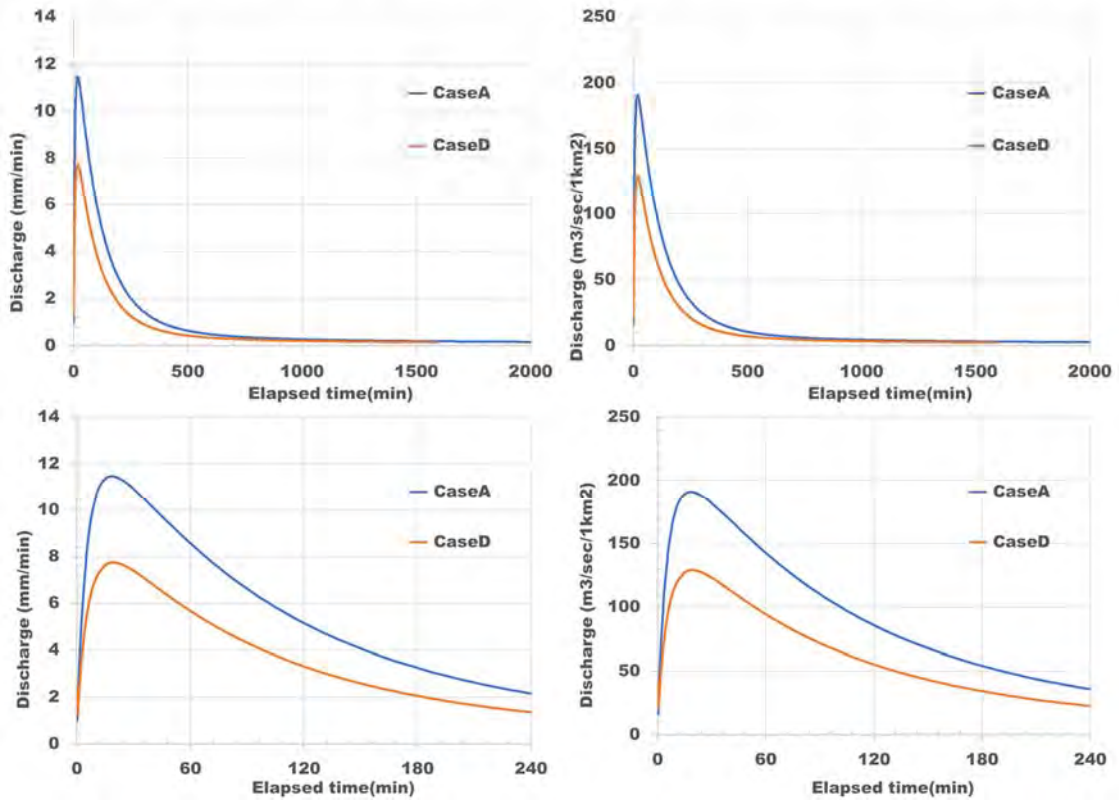 14
12
10
8
6
4
2
0
Discharge (mm/min)
CaseA
CaseD
0 500 1000 1500 2000
Elapsed time(min)
250
200
150
100
50
0
Discharge (m3/sec/1km2)
CaseA
CaseD
0 500 1000 1500 2000
Elapsed time(min)
14
12
10
8
6
4
2
0
Discharge (mm/min)
CaseA
CaseD
0 60 120 180 240
Elapsed time(min)
250
200
150
100
50
0
Discharge (m3/sec/1km2)
CaseA
CaseD
0 60 120 180 240
Elapsed time(min)